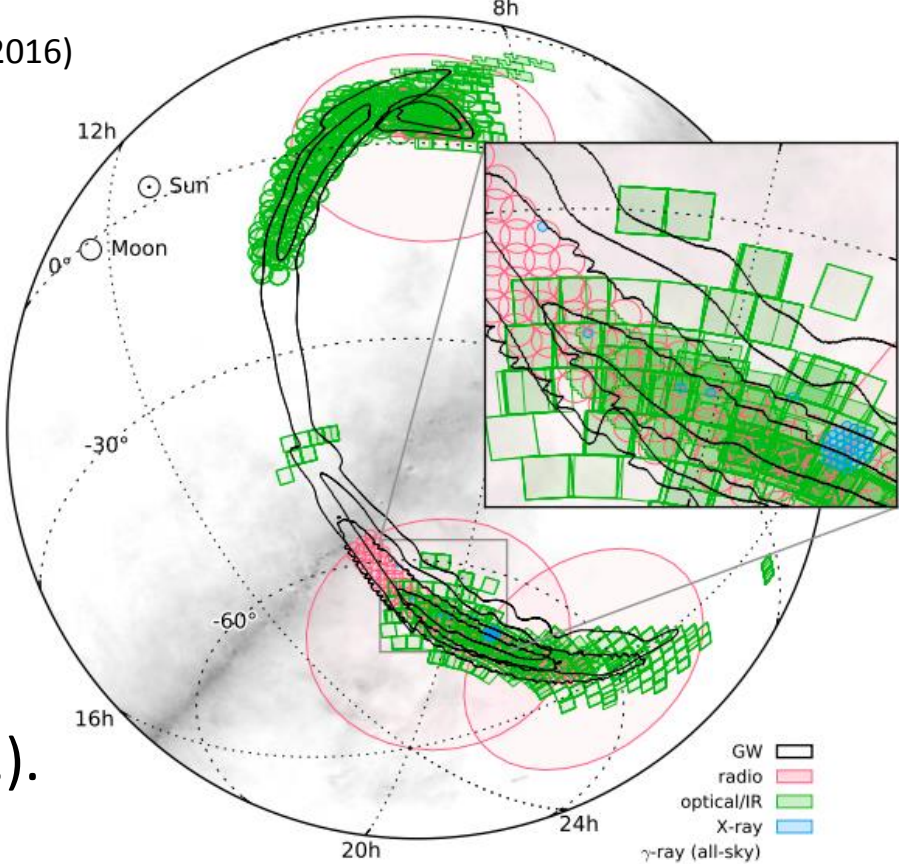 8h
2016)
12h
Sun
Moon
0°
-30°
-60°
16h
).
GW
radio
optical/IR
X-ray
γ-ray (all-sky)
24h
20h